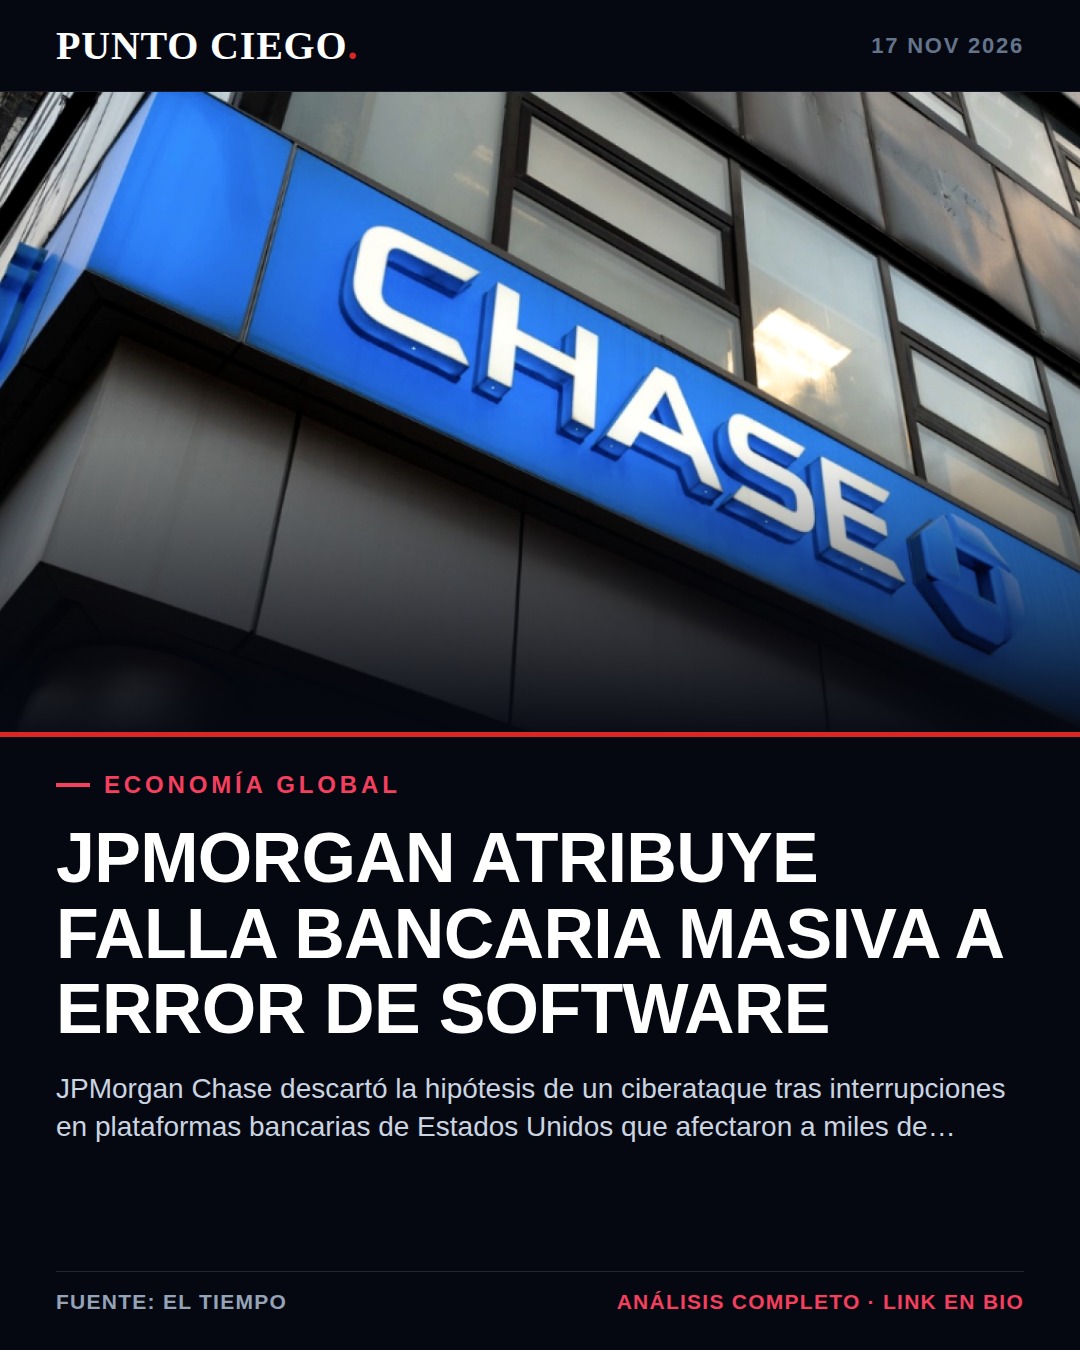 PUNTO CIEGO.
17 NOV 2026
CHASE
ECONOMÍA GLOBAL
JPMORGAN ATRIBUYE
FALLA BANCARIA MASIVA A
ERROR DE SOFTWARE
JPMorgan Chase descartó la hipótesis de un ciberataque tras interrupciones
en plataformas bancarias de Estados Unidos que afectaron a miles de…
FUENTE: EL TIEMPO
ANÁLISIS COMPLETO · LINK EN BIO